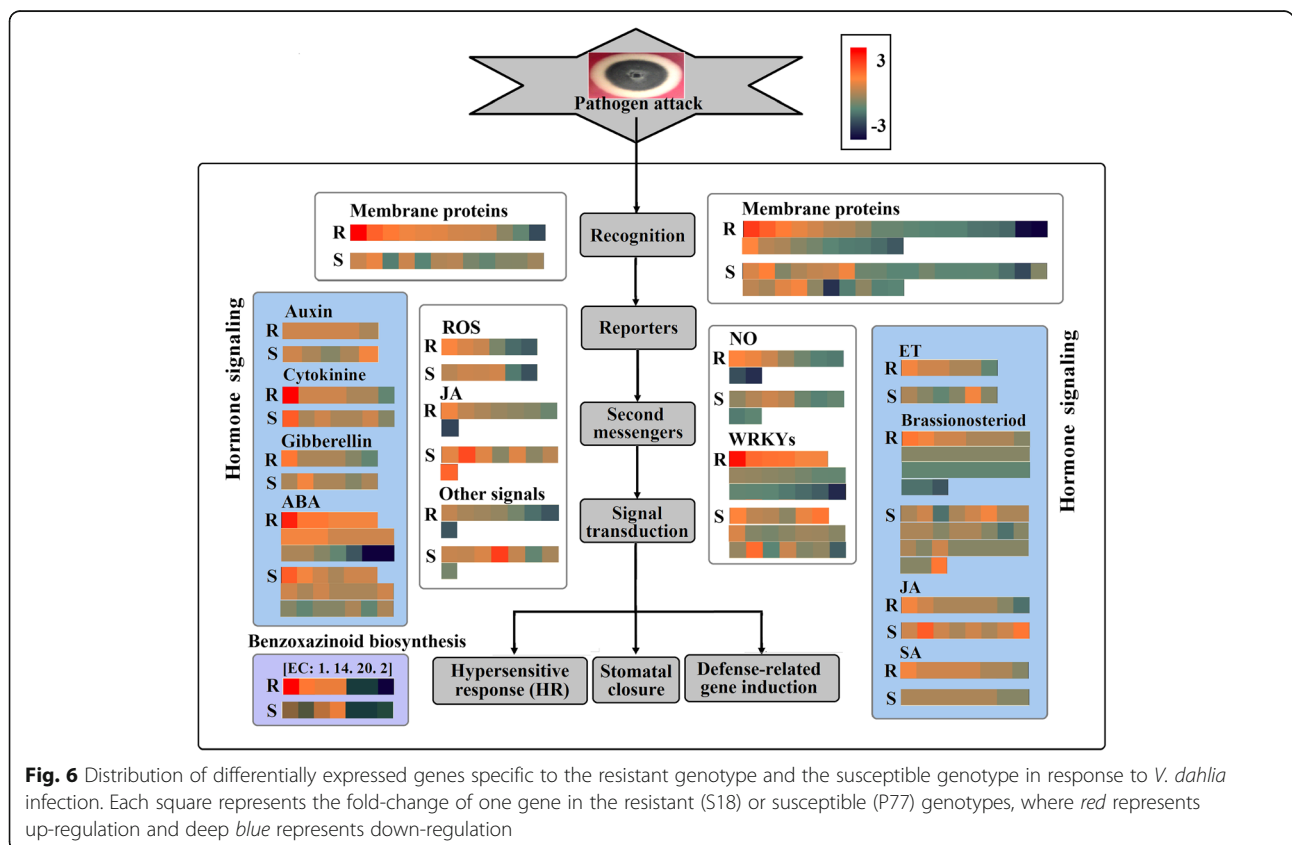 3
-3
Pathogen attack
Membrane proteins
R
S
Recognition
Membrane proteins
R
S
Hormone signaling
Auxin
R
S
Cytokinine
R
S
Gibberellin
R
S
ABA
R
S
ROS
R
S
JA
R
S
Other signals
R
S
Reporters
Second
messengers
Signal
transduction
NO
R
S
WRKYs
R
S
ET
R
S
Brassionosteriod
R
S
JA
R
S
SA
R
S
Hormone signaling
Benzoxazinoid biosynthesis
[EC: 1. 14. 20. 2]
R
S
Hypersensitive
response (HR)
Stomatal
closure
Defense-related
gene induction
Fig. 6 Distribution of differentially expressed genes specific to the resistant genotype and the susceptible genotype in response to V. dahlia
infection. Each square represents the fold-change of one gene in the resistant (S18) or susceptible (P77) genotypes, where red represents
up-regulation and deep blue represents down-regulation